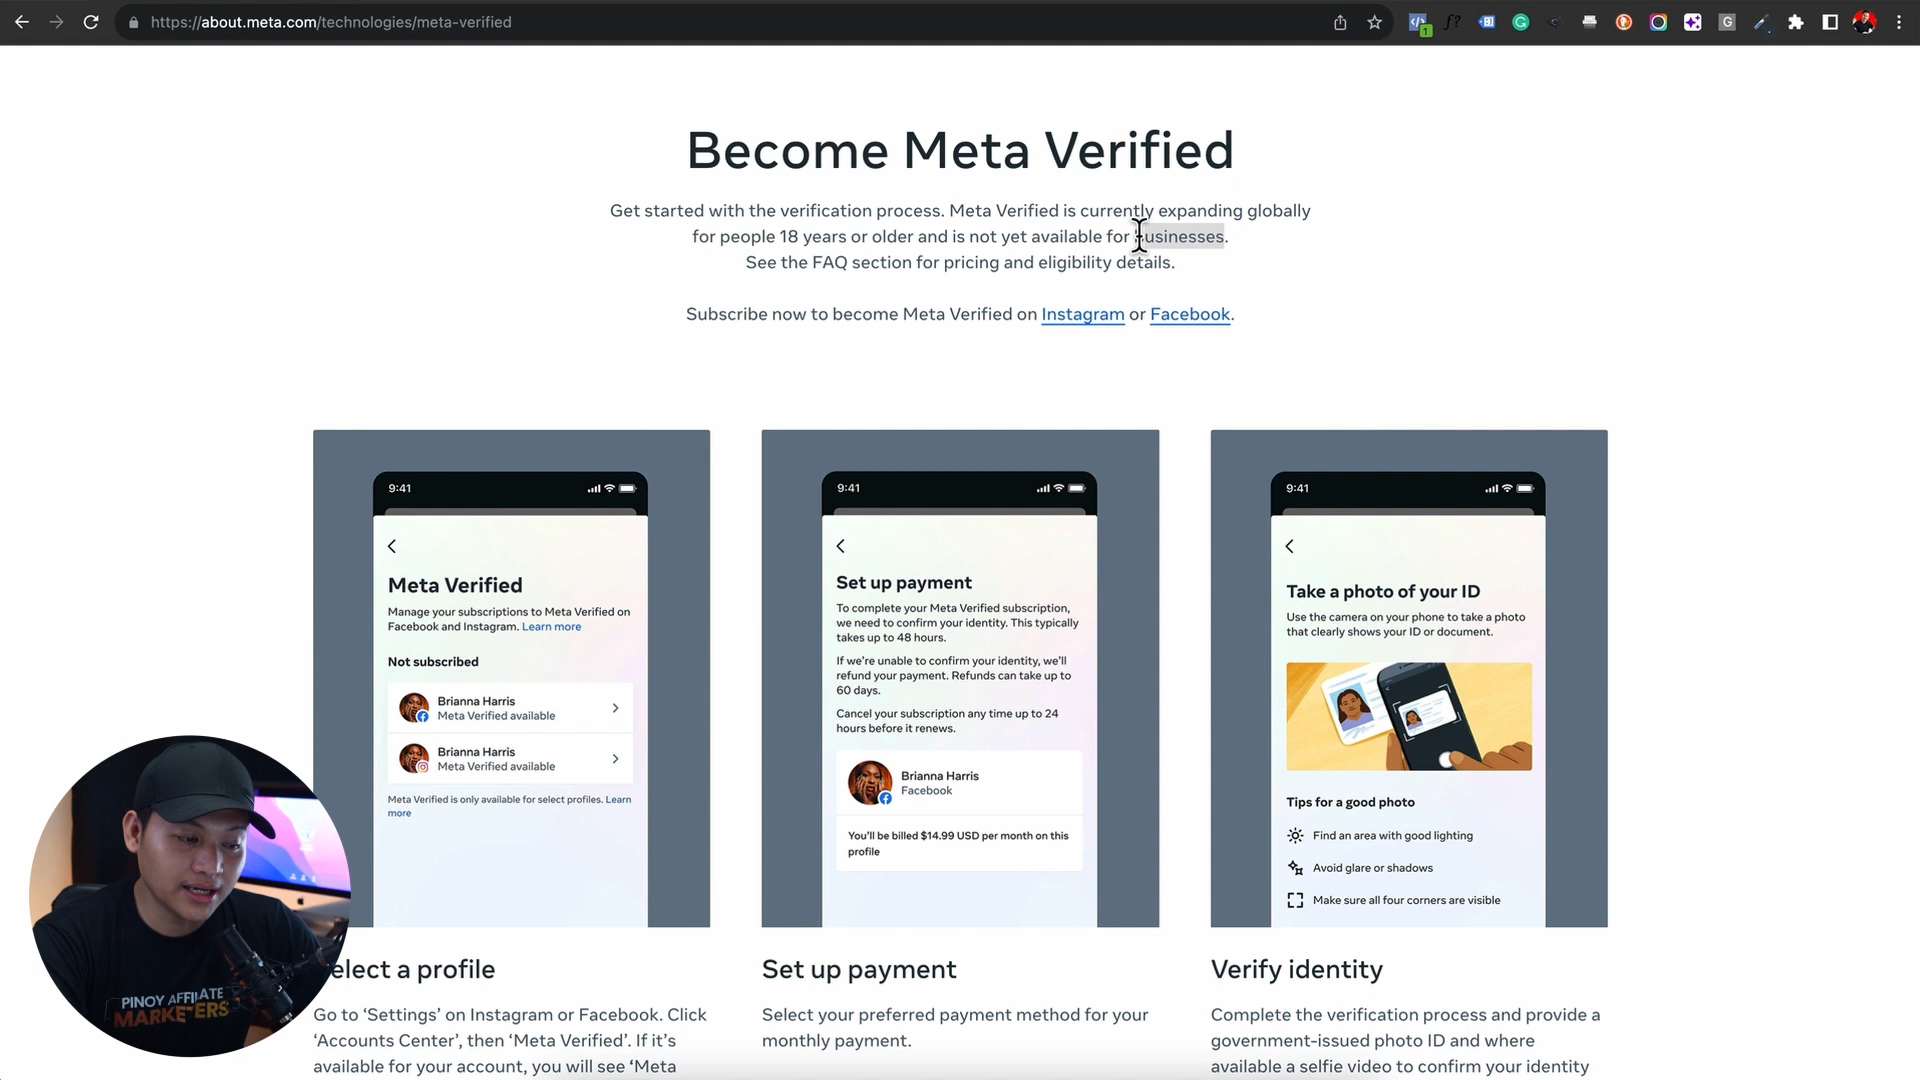 https://about.meta.com/technologies/meta-verified
Become Meta Verified
Get started with the verification process. Meta Verified is currently expanding globally
for people 18 years or older and is not yet available for businesses.
See the FAQ section for pricing and eligibility details.
Subscribe now to become Meta Verified on Instagram or Facebook.
9:41
Meta Verified
Manage your subscriptions to Meta Verified on
Facebook and Instagram. Learn more
Not subscribed
Brianna Harris
Meta Verified available
Brianna Harris
Meta Verified available
Meta Verified is only available for select profiles. Learn
more
9:41
Set up payment
To complete your Meta Verified subscription,
we need to confirm your identity. This typically
takes up to 48 hours.
If we're unable to confirm your identity, we'll
refund your payment. Refunds can take up to
60 days.
Cancel your subscription any time up to 24
hours before it renews.
Brianna Harris
Facebook
You'll be billed $14.99 USD per month on this
profile
9:41
Take a photo of your ID
Use the camera on your phone to take a photo
that clearly shows your ID or document.
Tips for a good photo
Find an area with good lighting
Avoid glare or shadows
Make sure all four corners are visible
Select a profile
Go to ‘Settings’ on Instagram or Facebook. Click
‘Accounts Center’, then ‘Meta Verified’. If it’s
available for your account, you will see ‘Meta
Set up payment
Select your preferred payment method for your
monthly payment.
Verify identity
Complete the verification process and provide a
government-issued photo ID and where
available a selfie video to confirm your identity
PINOY AFFILIATE
MARKETERS